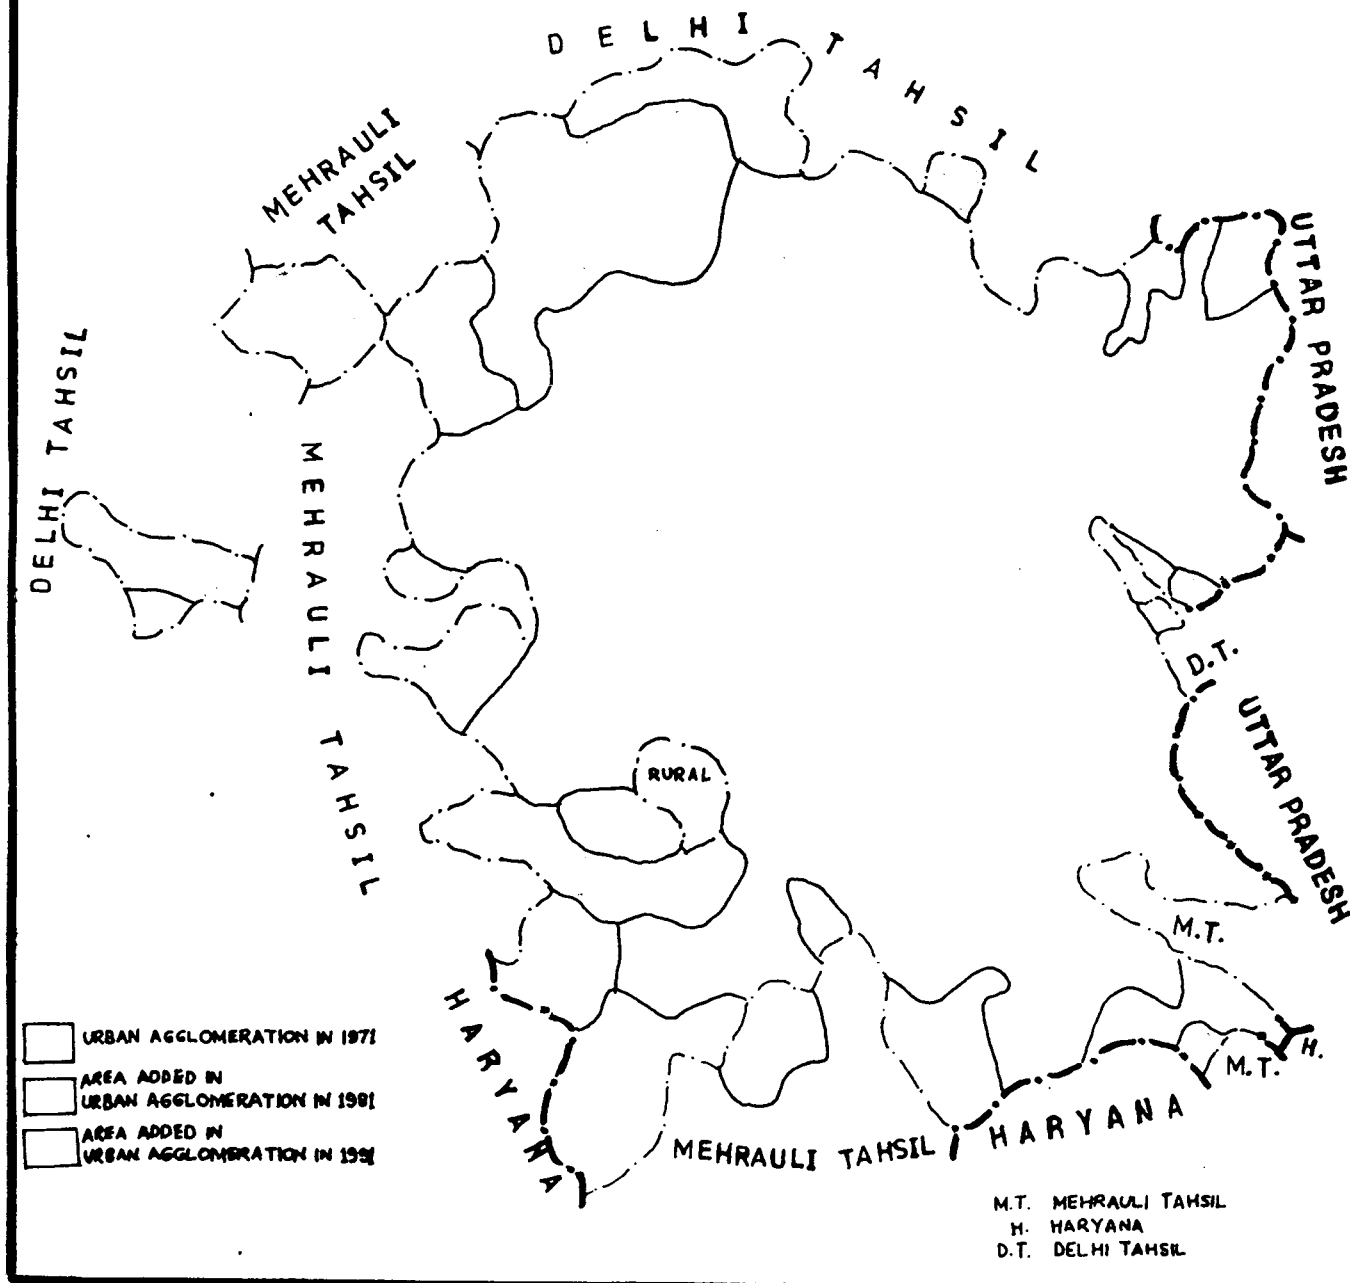 DELHI TAHSIL
MEHRAULI
TAHSIL
UTTAR PRADESH
DELHI TAHSIL
MEHRAULI TAHSIL
D.T.
UTTAR PRADESH
RURAL
M.T.
HARYANA
H.
M.T.
HARYANA
MEHRAULI TAHSIL
URBAN AGGLOMERATION IN 1971
AREA ADDED IN
URBAN AGGLOMERATION IN 1981
AREA ADDED IN
URBAN AGGLOMERATION IN 1991
M.T. MEHRAULI TAHSIL
H. HARYANA
D.T. DELHI TAHSIL